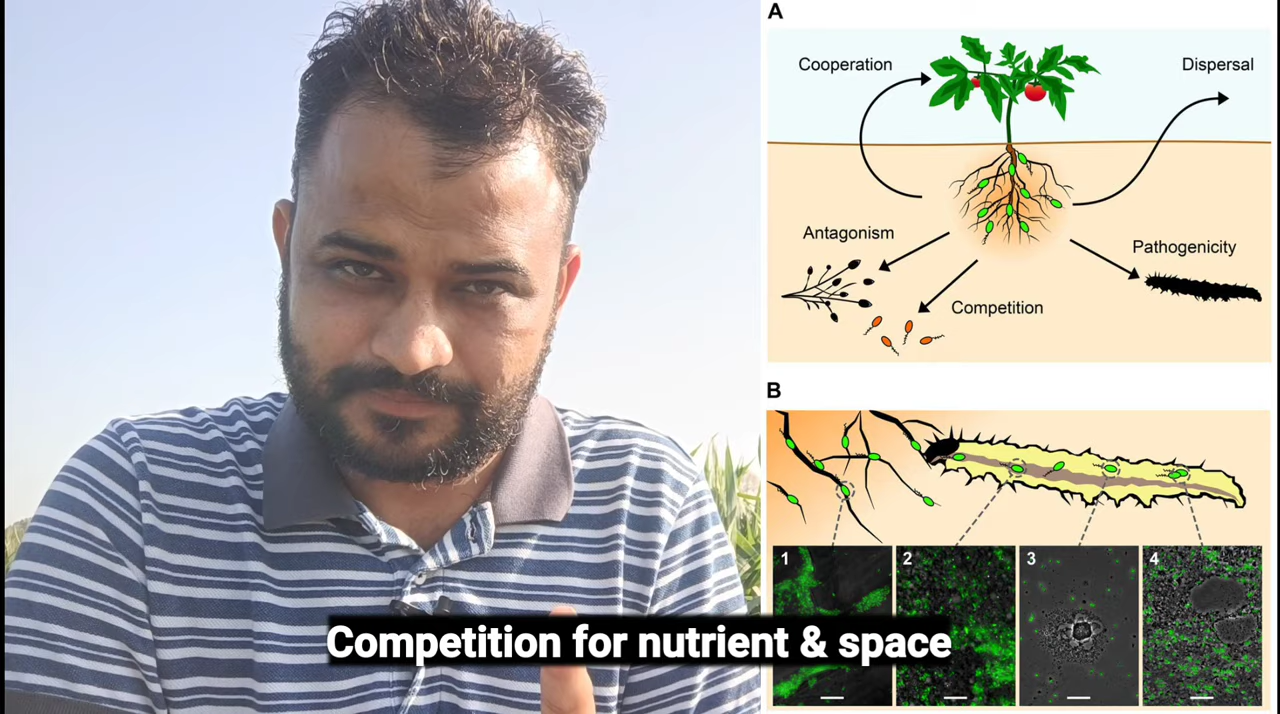 A
Cooperation
Dispersal
Antagonism
Pathogenicity
Competition
B
1
2
3
4
Competition for nutrient & space